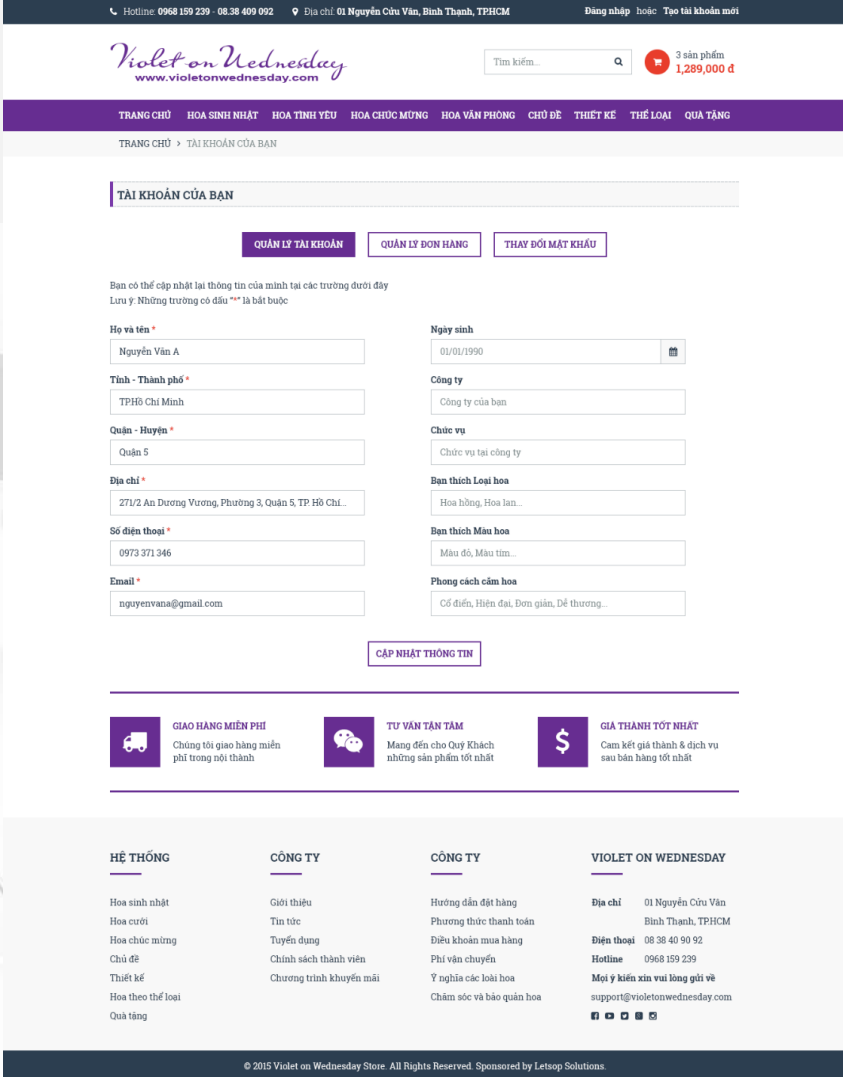 Hotline: 0968 159 239 - 08.38 409 092 Địa chỉ: 01 Nguyễn Cửu Vân, Bình Thạnh, TP.HCM Đăng nhập hoặc Tạo tài khoản mới
Violet on Wednesday
www.violetonwednesday.com
Tìm kiếm...
3 sản phẩm
1,289,000 đ
TRANG CHỦ HOA SINH NHẬT HOA TÌNH YÊU HOA CHÚC MỪNG HOA VĂN PHÒNG CHỦ ĐỀ THIẾT KẾ THỂ LOẠI QUÀ TẶNG
TRANG CHỦ > TÀI KHOẢN CỦA BẠN
TÀI KHOẢN CỦA BẠN
QUẢN LÝ TÀI KHOẢN QUẢN LÝ ĐƠN HÀNG THAY ĐỔI MẬT KHẨU
Bạn có thể cập nhật lại thông tin của mình tại các trường dưới đây
Lưu ý: Những trường có dấu "*" là bắt buộc
Họ và tên *
Nguyễn Văn A
Tỉnh - Thành phố *
TP.Hồ Chí Minh
Quận - Huyện *
Quận 5
Địa chỉ *
271/2 An Dương Vương, Phường 3, Quận 5, TP. Hồ Chí...
Số điện thoại *
0973 371 346
Email *
nguyenvana@gmail.com
Ngày sinh
01/01/1990
Công ty
Công ty của bạn
Chức vụ
Chức vụ tại công ty
Bạn thích Loại hoa
Hoa hồng, Hoa lan...
Bạn thích Màu hoa
Màu đỏ, Màu tím...
Phong cách cắm hoa
Cổ điển, Hiện đại, Đơn giản, Dễ thương...
CẬP NHẬT THÔNG TIN
GIAO HÀNG MIỄN PHÍ
Chúng tôi giao hàng miễn
phí trong nội thành
TƯ VẤN TẬN TÂM
Mang đến cho Quý Khách
những sản phẩm tốt nhất
GIÁ THÀNH TỐT NHẤT
Cam kết giá thành & dịch vụ
sau bán hàng tốt nhất
HỆ THỐNG
Hoa sinh nhật
Hoa cưới
Hoa chúc mừng
Chủ đề
Thiết kế
Hoa theo thể loại
Quà tặng
CÔNG TY
Giới thiệu
Tin tức
Tuyển dụng
Chính sách thành viên
Chương trình khuyến mãi
CÔNG TY
Hướng dẫn đặt hàng
Phương thức thanh toán
Điều khoản mua hàng
Phí vận chuyển
Ý nghĩa các loài hoa
Chăm sóc và bảo quản hoa
VIOLET ON WEDNESDAY
Địa chỉ 01 Nguyễn Cửu Vân
Bình Thạnh, TP.HCM
Điện thoại 08 38 40 90 92
Hotline 0968 159 239
Mọi ý kiến xin vui lòng gửi về
support@violetonwednesday.com
© 2015 Violet on Wednesday Store. All Rights Reserved. Sponsored by Letsop Solutions.